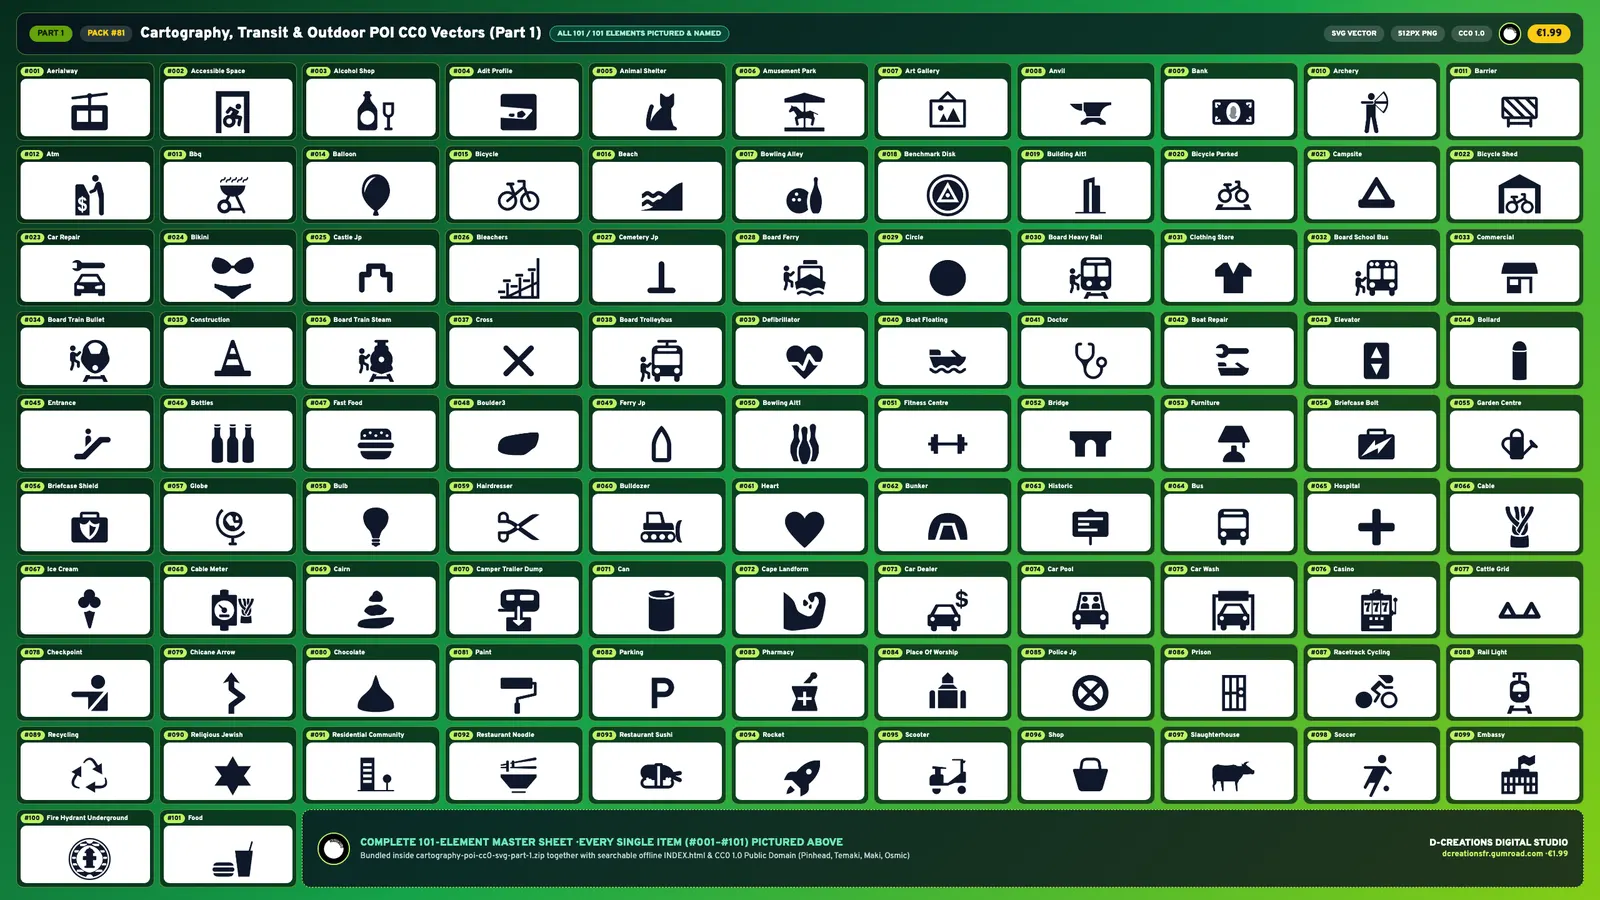 PART 1 PACK #81 Cartography, Transit & Outdoor POI CC0 Vectors (Part 1) ALL 101 / 101 ELEMENTS PICTURED & NAMED SVG VECTOR 512PX PNG CC0 1.0 €1.99
#001 Aerialway #002 Accessible Space #003 Alcohol Shop #004 Adit Profile #005 Animal Shelter #006 Amusement Park #007 Art Gallery #008 Anvil #009 Bank #010 Archery #011 Barrier
#012 Atm #013 Bbq #014 Balloon #015 Bicycle #016 Beach #017 Bowling Alley #018 Benchmark Disk #019 Building Alt1 #020 Bicycle Parked #021 Campsite #022 Bicycle Shed
$
#023 Car Repair #024 Bikini #025 Castle Jp #026 Bleachers #027 Cemetery Jp #028 Board Ferry #029 Circle #030 Board Heavy Rail #031 Clothing Store #032 Board School Bus #033 Commercial
#034 Board Train Bullet #035 Construction #036 Board Train Steam #037 Cross #038 Board Trolleybus #039 Defibrillator #040 Boat Floating #041 Doctor #042 Boat Repair #043 Elevator #044 Bollard
#045 Entrance #046 Bottles #047 Fast Food #048 Boulder3 #049 Ferry Jp #050 Bowling Alt1 #051 Fitness Centre #052 Bridge #053 Furniture #054 Briefcase Bolt #055 Garden Centre
#056 Briefcase Shield #057 Globe #058 Bulb #059 Hairdresser #060 Bulldozer #061 Heart #062 Bunker #063 Historic #064 Bus #065 Hospital #066 Cable
#067 Ice Cream #068 Cable Meter #069 Cairn #070 Camper Trailer Dump #071 Can #072 Cape Landform #073 Car Dealer #074 Car Pool #075 Car Wash #076 Casino #077 Cattle Grid
$ 777
#078 Checkpoint #079 Chicane Arrow #080 Chocolate #081 Paint #082 Parking #083 Pharmacy #084 Place Of Worship #085 Police Jp #086 Prison #087 Racetrack Cycling #088 Rail Light
P
#089 Recycling #090 Religious Jewish #091 Residential Community #092 Restaurant Noodle #093 Restaurant Sushi #094 Rocket #095 Scooter #096 Shop #097 Slaughterhouse #098 Soccer #099 Embassy
#100 Fire Hydrant Underground #101 Food
COMPLETE 101-ELEMENT MASTER SHEET · EVERY SINGLE ITEM (#001–#101) PICTURED ABOVE
Bundled inside cartography-poi-cc0-svg-part-1.zip together with searchable offline INDEX.html & CC0 1.0 Public Domain (Pinhead, Temaki, Maki, Osmic)
D-CREATIONS DIGITAL STUDIO
dcreationsfr.gumroad.com · €1.99